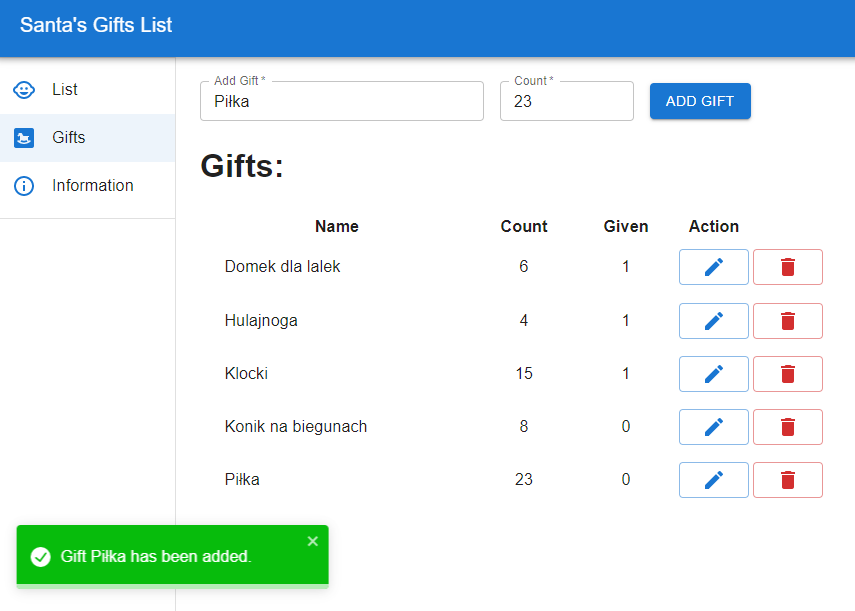 Santa's Gifts List
List
Gifts
Information
Add Gift *
Piłka
Count *
23
ADD GIFT
Gifts:
Name Count Given Action
Domek dla lalek 6 1
Hulajnoga 4 1
Klocki 15 1
Konik na biegunach 8 0
Piłka 23 0
Gift Piłka has been added.